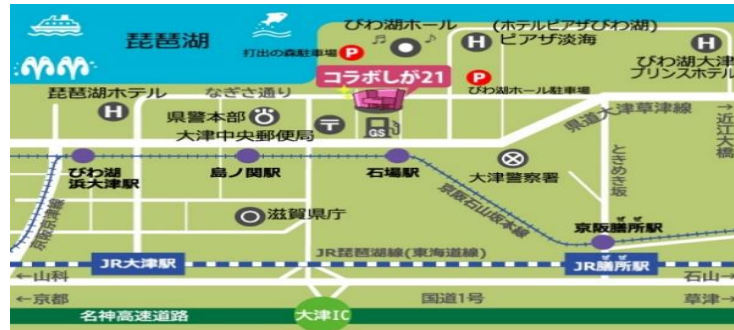 琵琶湖
打出の森駐車場
P
びわ湖ホール
(ホテルピアザびわ湖)
ピアザ淡海
H
H
びわ湖大津
プリンスホテル
コラボしが21
P
びわ湖ホール駐車場
琵琶湖ホテル
H
なぎさ通り
県警本部
大津中央郵便局
〒
GS
県道大津草津線
→近江大橋
びわ湖
浜大津駅
島ノ関駅
石場駅
大津警察署
ときめき坂
京阪京津線
滋賀県庁
京阪石山坂本線
京阪膳所駅
JR琵琶湖線(東海道線)
JR大津駅
JR膳所駅
←山科
石山→
←京都
国道1号
草津→
名神高速道路
大津IC